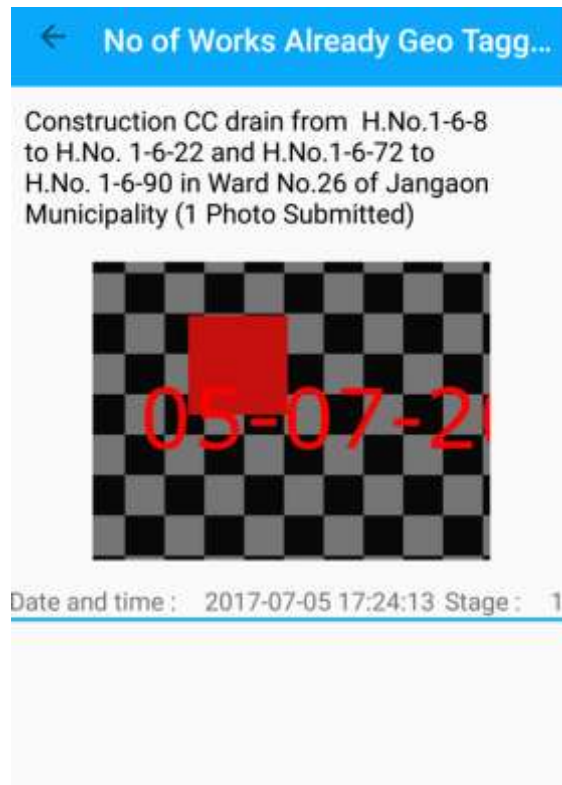 No of Works Already Geo Tagg...
Construction CC drain from H.No.1-6-8
to H.No. 1-6-22 and H.No.1-6-72 to
H.No. 1-6-90 in Ward No.26 of Jangaon
Municipality (1 Photo Submitted)
05-07-2
Date and time : 2017-07-05 17:24:13 Stage : 1